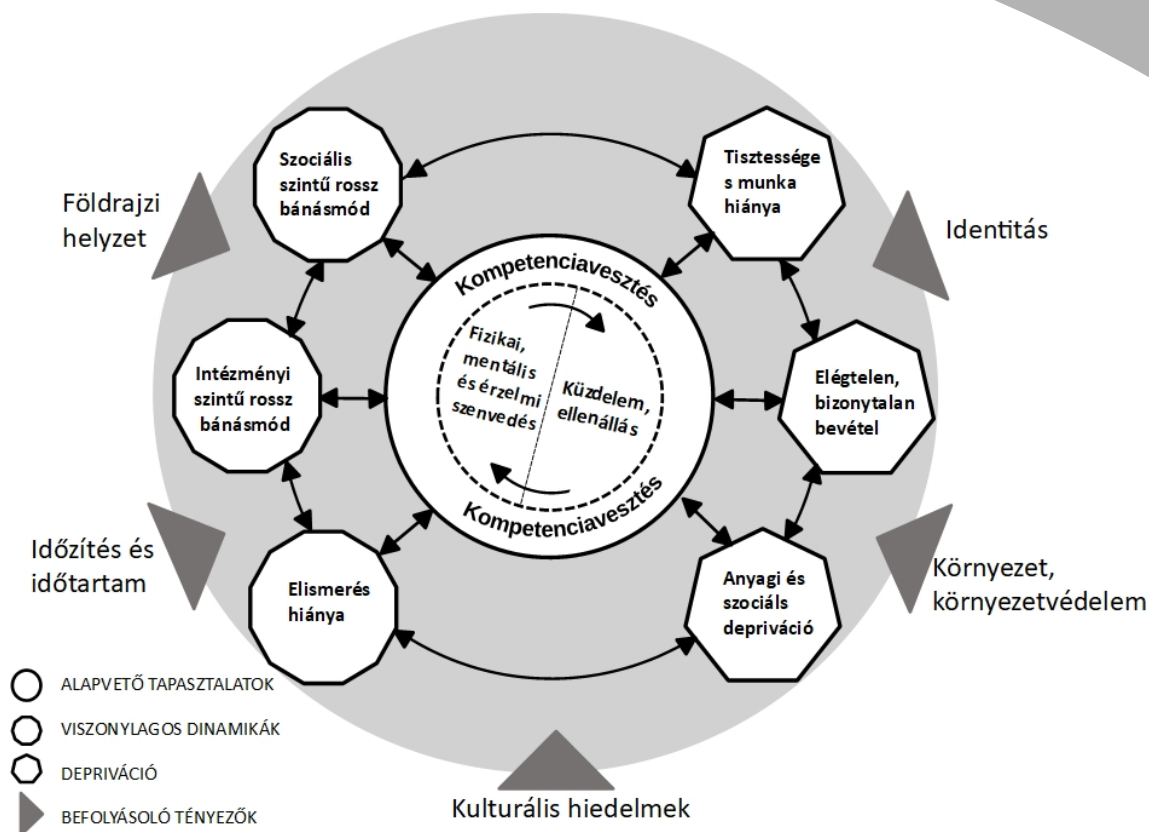 Szociális
szintű rossz
bánásmód
Tisztessége
s munka
hiánya
Földrajzi
helyzet
Identitás
Kompetenciavesztés
Fizikai,
mentális
és érzelmi
szenvedés
Küzdelem,
ellenállás
Kompetenciavesztés
Intézményi
szintű rossz
bánásmód
Elégtelen,
bizonytalan
bevétel
Időzítés és
időtartam
Környezet,
környezetvédelem
Elismerés
hiánya
Anyagi és
szociáls
depriváció
Kulturális hiedelmek
ALAPVETŐ TAPASZTALATOK
VISZONYLAGOS DINAMIKÁK
DEPRIVÁCIÓ
BEFOLYÁSOLÓ TÉNYEZŐK